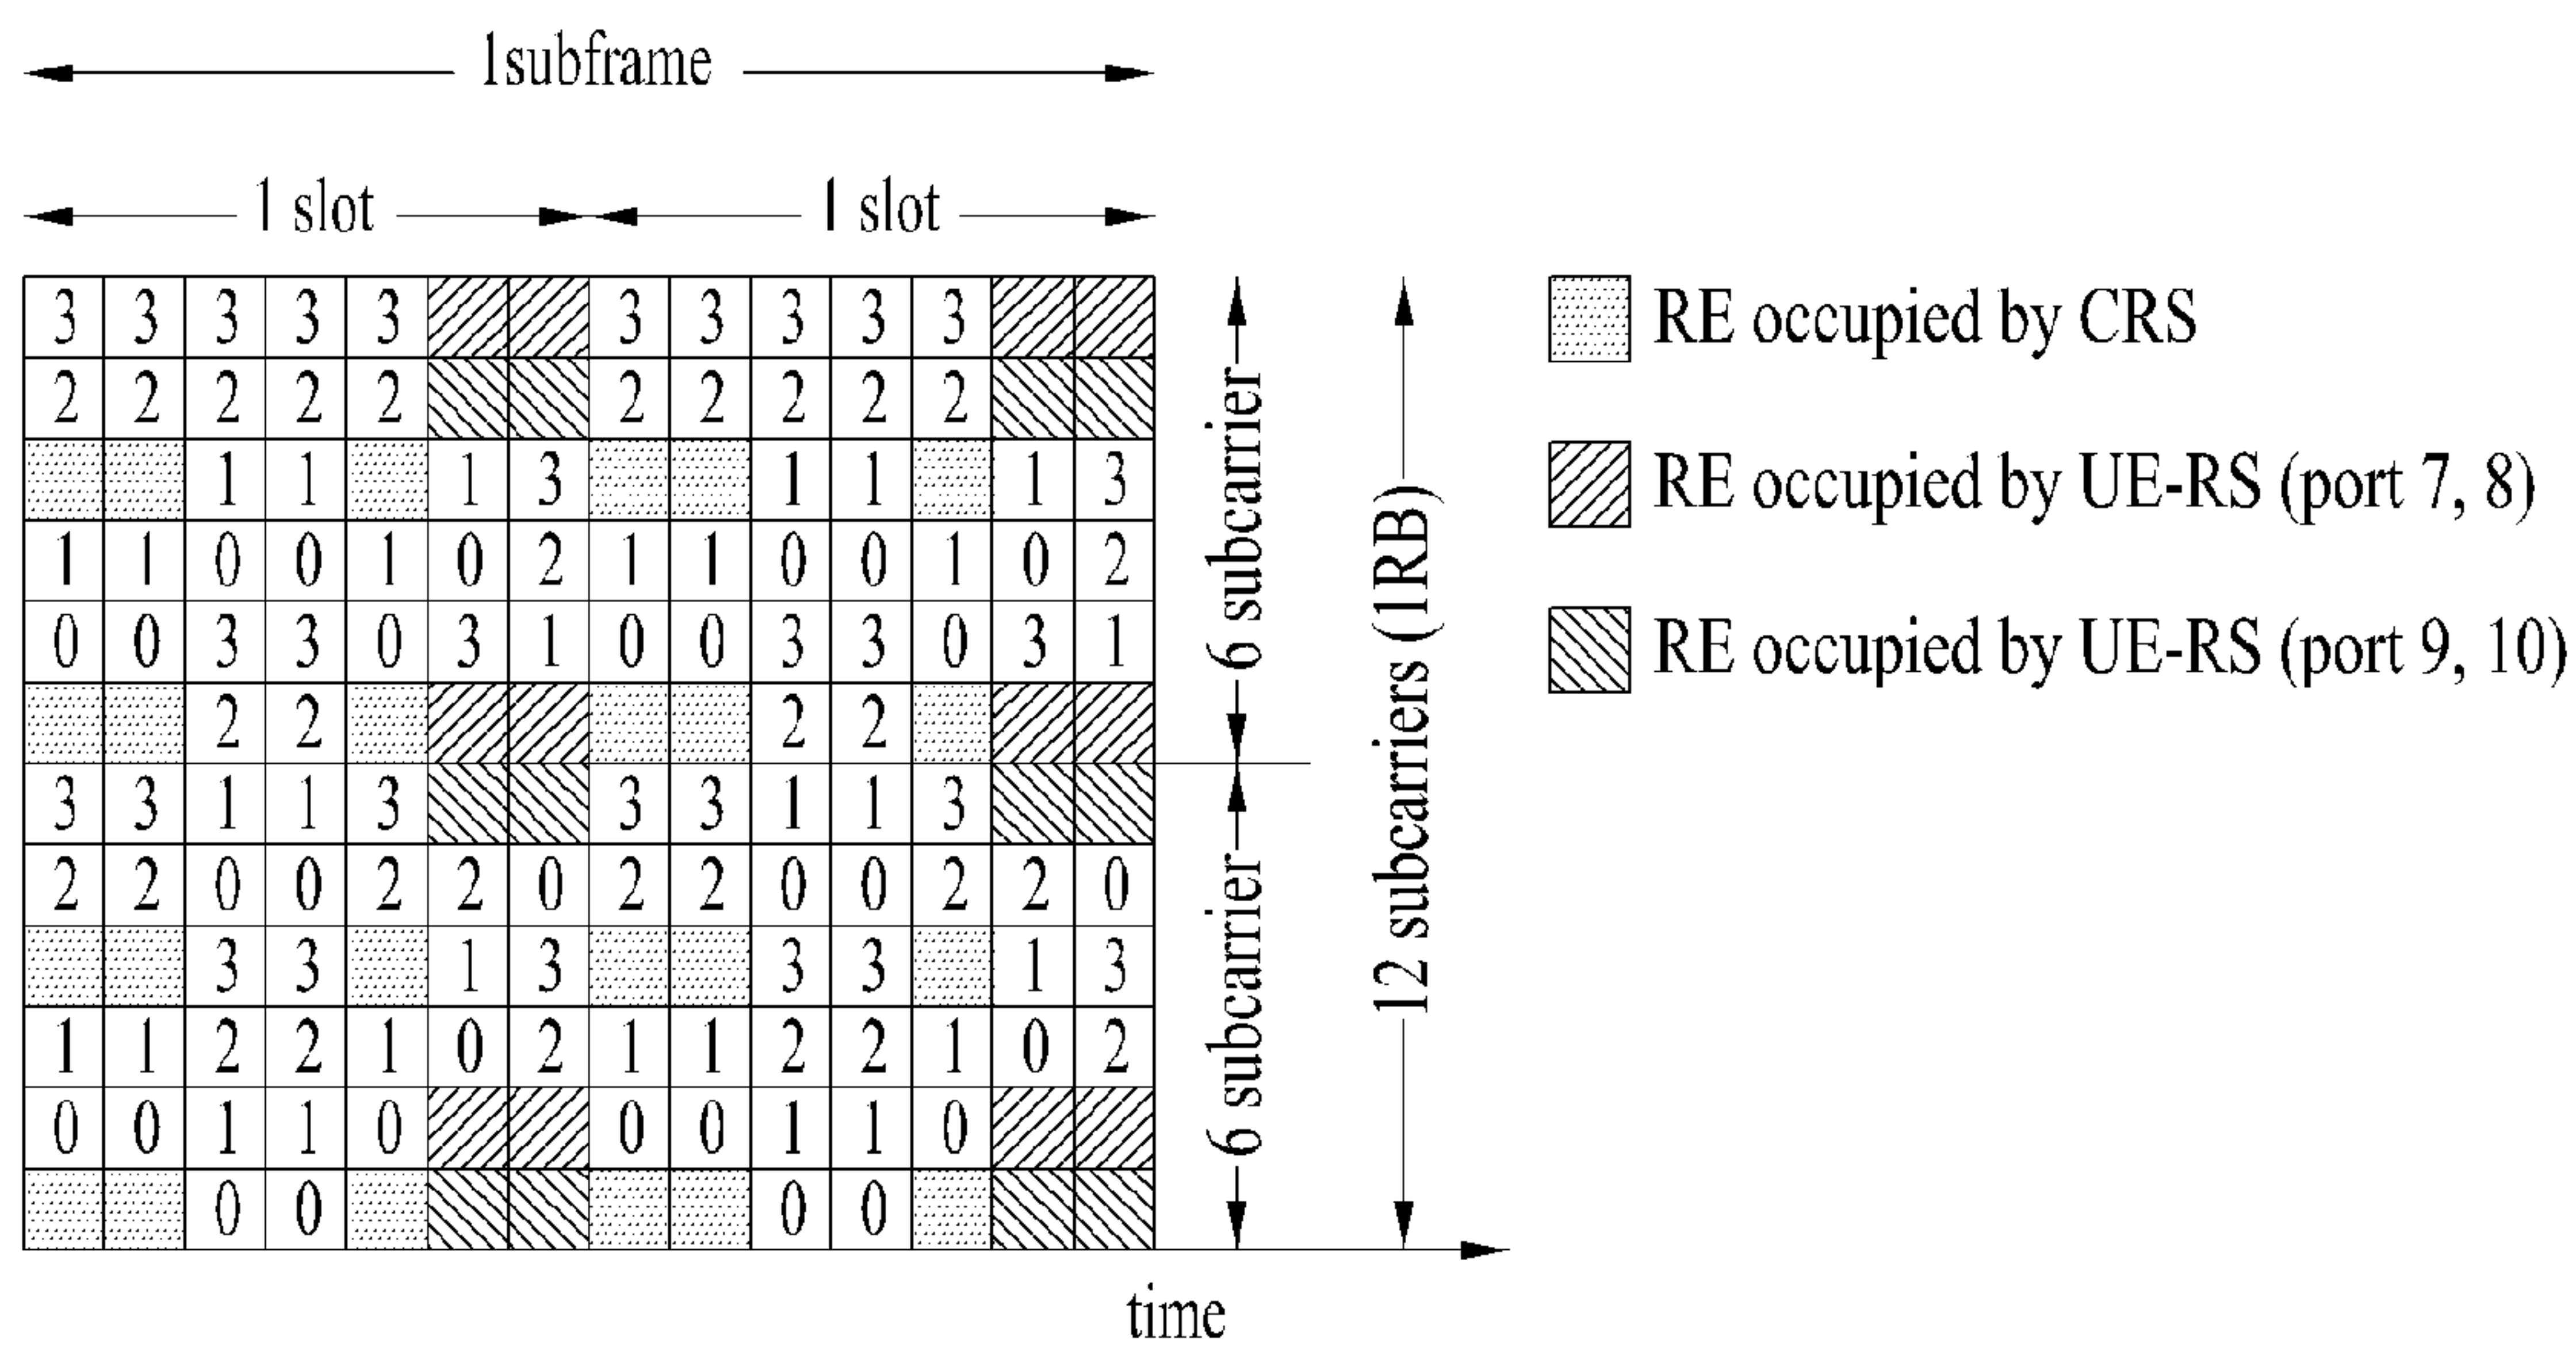 1subframe
1 slot 1 slot
3 3 3 3 3 3 3 3 3 3
2 2 2 2 2 2 2 2 2 2
1 1 1 3 1 1 1 3
1 1 0 0 1 0 2 1 1 0 0 1 0 2
0 0 3 3 0 3 1 0 0 3 3 0 3 1
2 2 2 2
3 3 1 1 3 3 3 1 1 3
2 2 0 0 2 2 0 2 2 0 0 2 2 0
3 3 1 3 3 3 1 3
1 1 2 2 1 0 2 1 1 2 2 1 0 2
0 0 1 1 0 0 0 1 1 0
0 0 0 0
6 subcarrier
6 subcarrier
12 subcarriers (1RB)
time
RE occupied by CRS
RE occupied by UE-RS (port 7, 8)
RE occupied by UE-RS (port 9, 10)